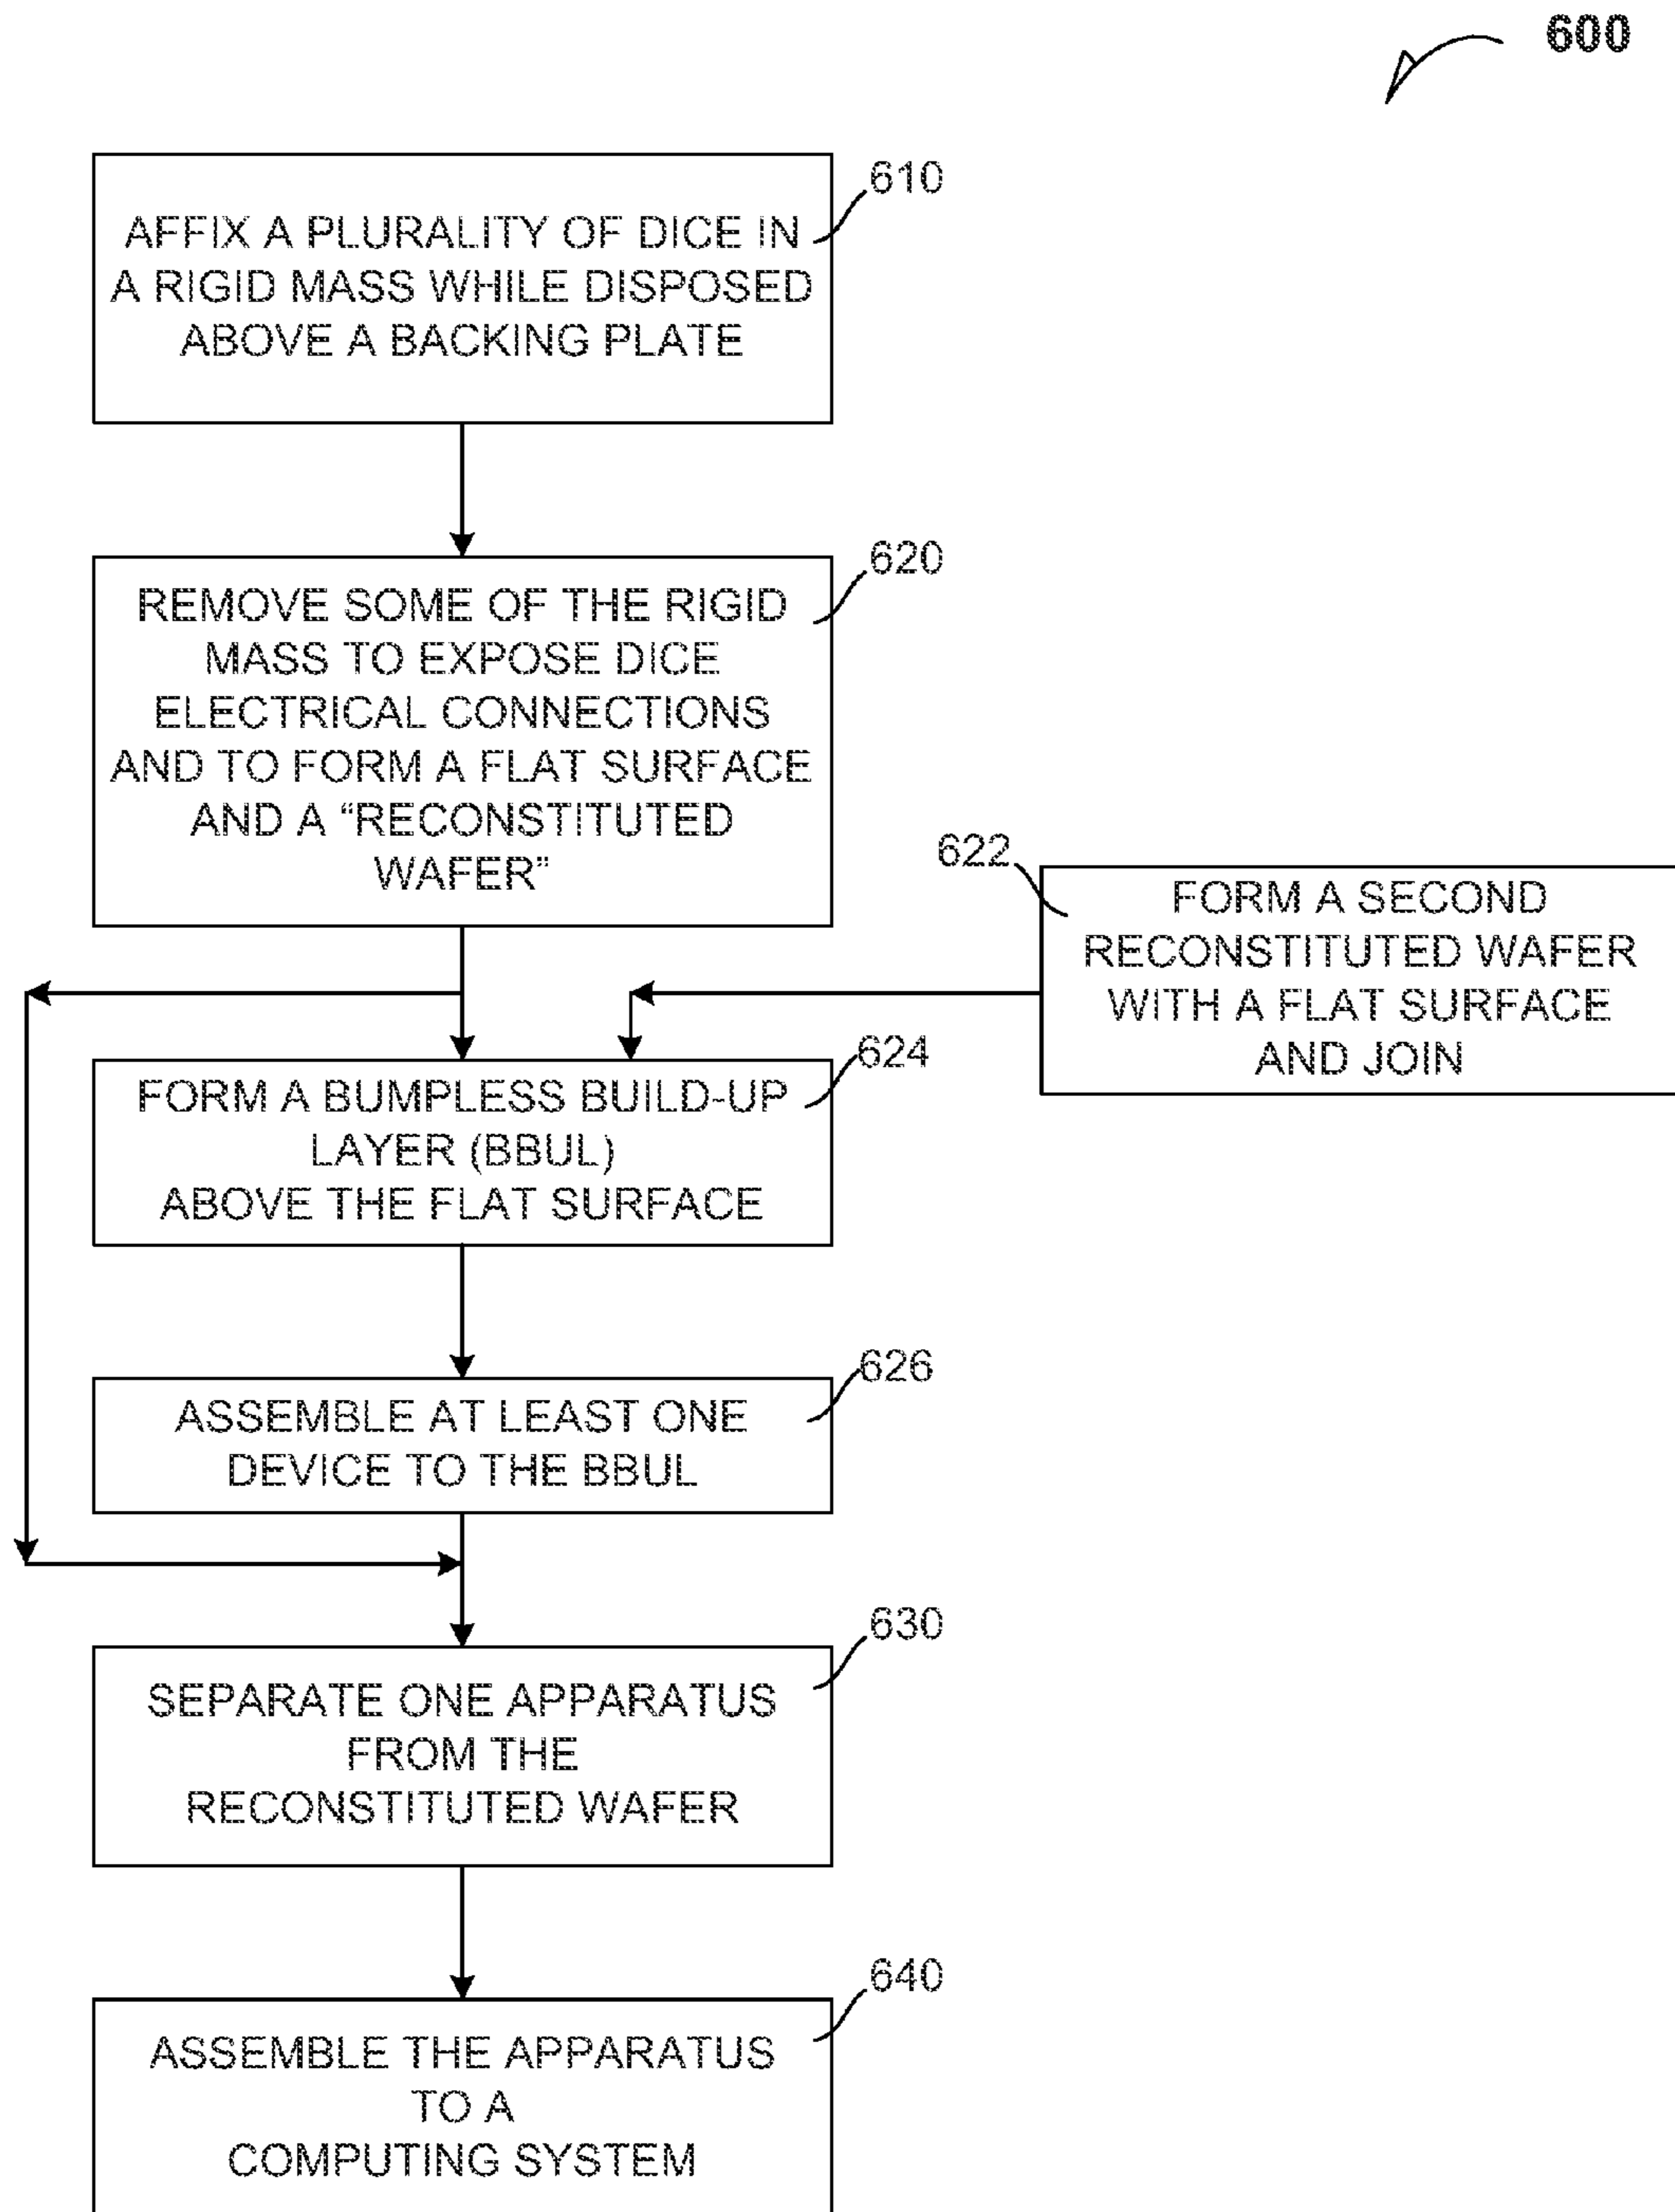 600
610
AFFIX A PLURALITY OF DICE IN
A RIGID MASS WHILE DISPOSED
ABOVE A BACKING PLATE
620
REMOVE SOME OF THE RIGID
MASS TO EXPOSE DICE
ELECTRICAL CONNECTIONS
AND TO FORM A FLAT SURFACE
AND A “RECONSTITUTED
WAFER”
622
FORM A SECOND
RECONSTITUTED WAFER
WITH A FLAT SURFACE
AND JOIN
624
FORM A BUMPLESS BUILD-UP
LAYER (BBUL)
ABOVE THE FLAT SURFACE
626
ASSEMBLE AT LEAST ONE
DEVICE TO THE BBUL
630
SEPARATE ONE APPARATUS
FROM THE
RECONSTITUTED WAFER
640
ASSEMBLE THE APPARATUS
TO A
COMPUTING SYSTEM